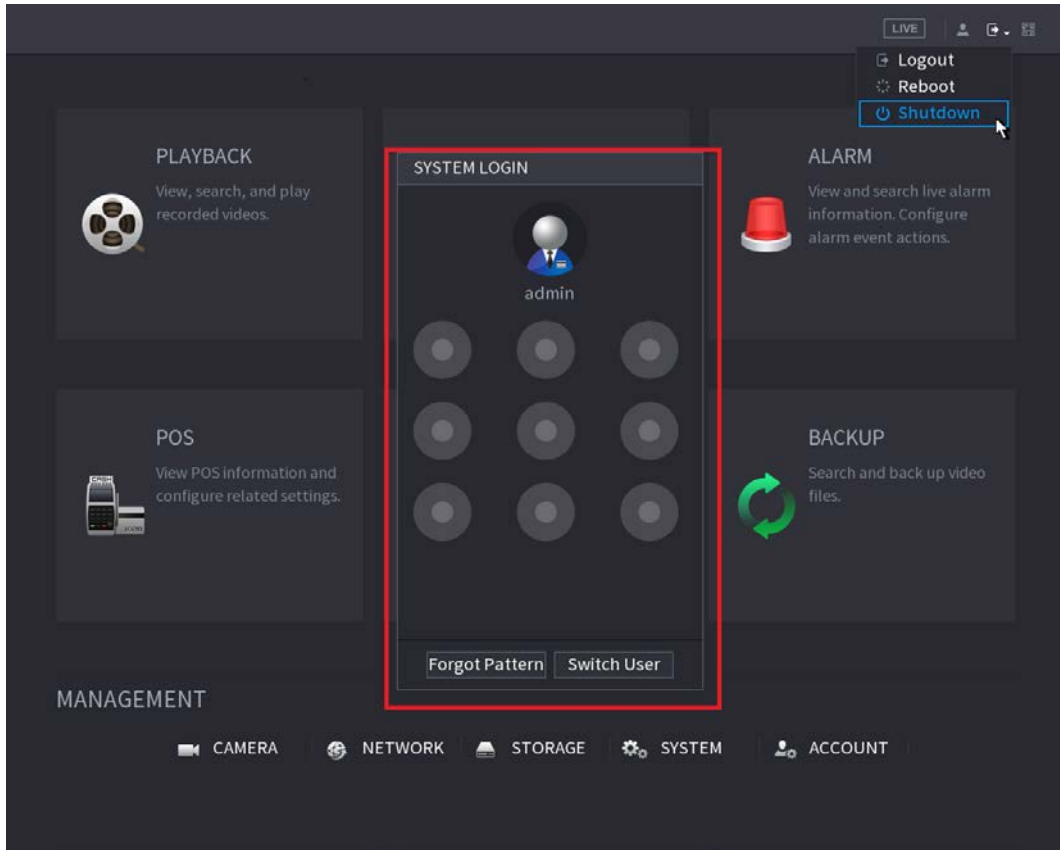 LIVE
Logout
Reboot
Shutdown
PLAYBACK
View, search, and play
recorded videos.
SYSTEM LOGIN
admin
Forgot Pattern
Switch User
ALARM
View and search live alarm
information. Configure
alarm event actions.
POS
View POS information and
configure related settings.
BACKUP
Search and back up video
files.
MANAGEMENT
CAMERA
NETWORK
STORAGE
SYSTEM
ACCOUNT